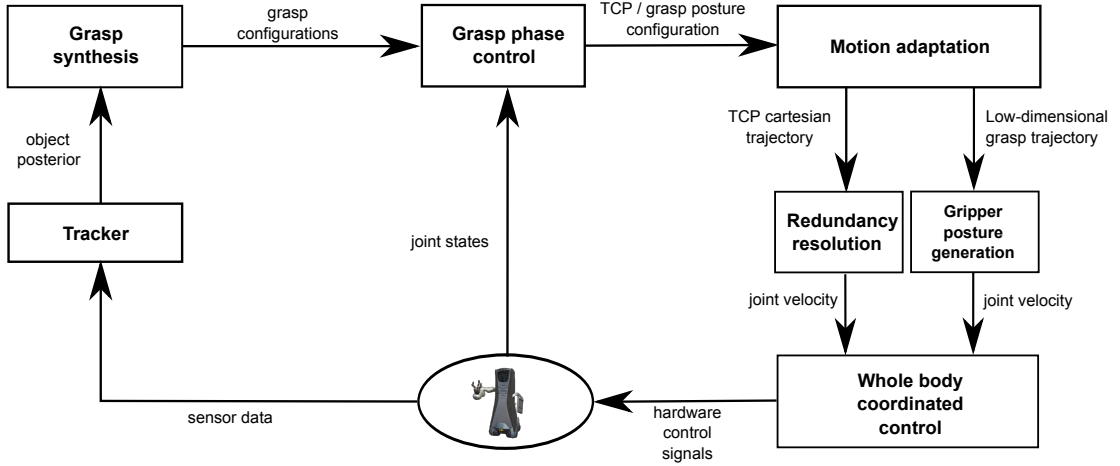 Grasp
synthesis
grasp
configurations
Grasp phase
control
TCP / grasp posture
configuration
Motion adaptation
object
posterior
TCP cartesian
trajectory
Low-dimensional
grasp trajectory
Tracker
joint states
Redundancy
resolution
Gripper
posture
generation
joint velocity
joint velocity
sensor data
hardware
control
signals
Whole body
coordinated
control